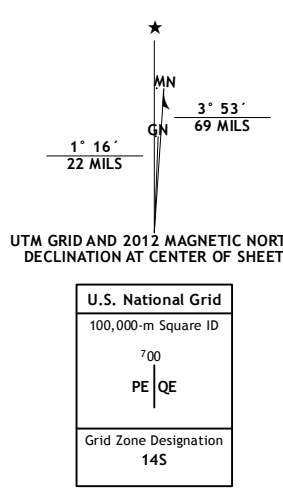 ★
MN
3° 53´
69 MILS
GN
1° 16´
22 MILS
UTM GRID AND 2012 MAGNETIC NORT
DECLINATION AT CENTER OF SHEET
U.S. National Grid
100,000-m Square ID
700
PE QE
Grid Zone Designation
14S